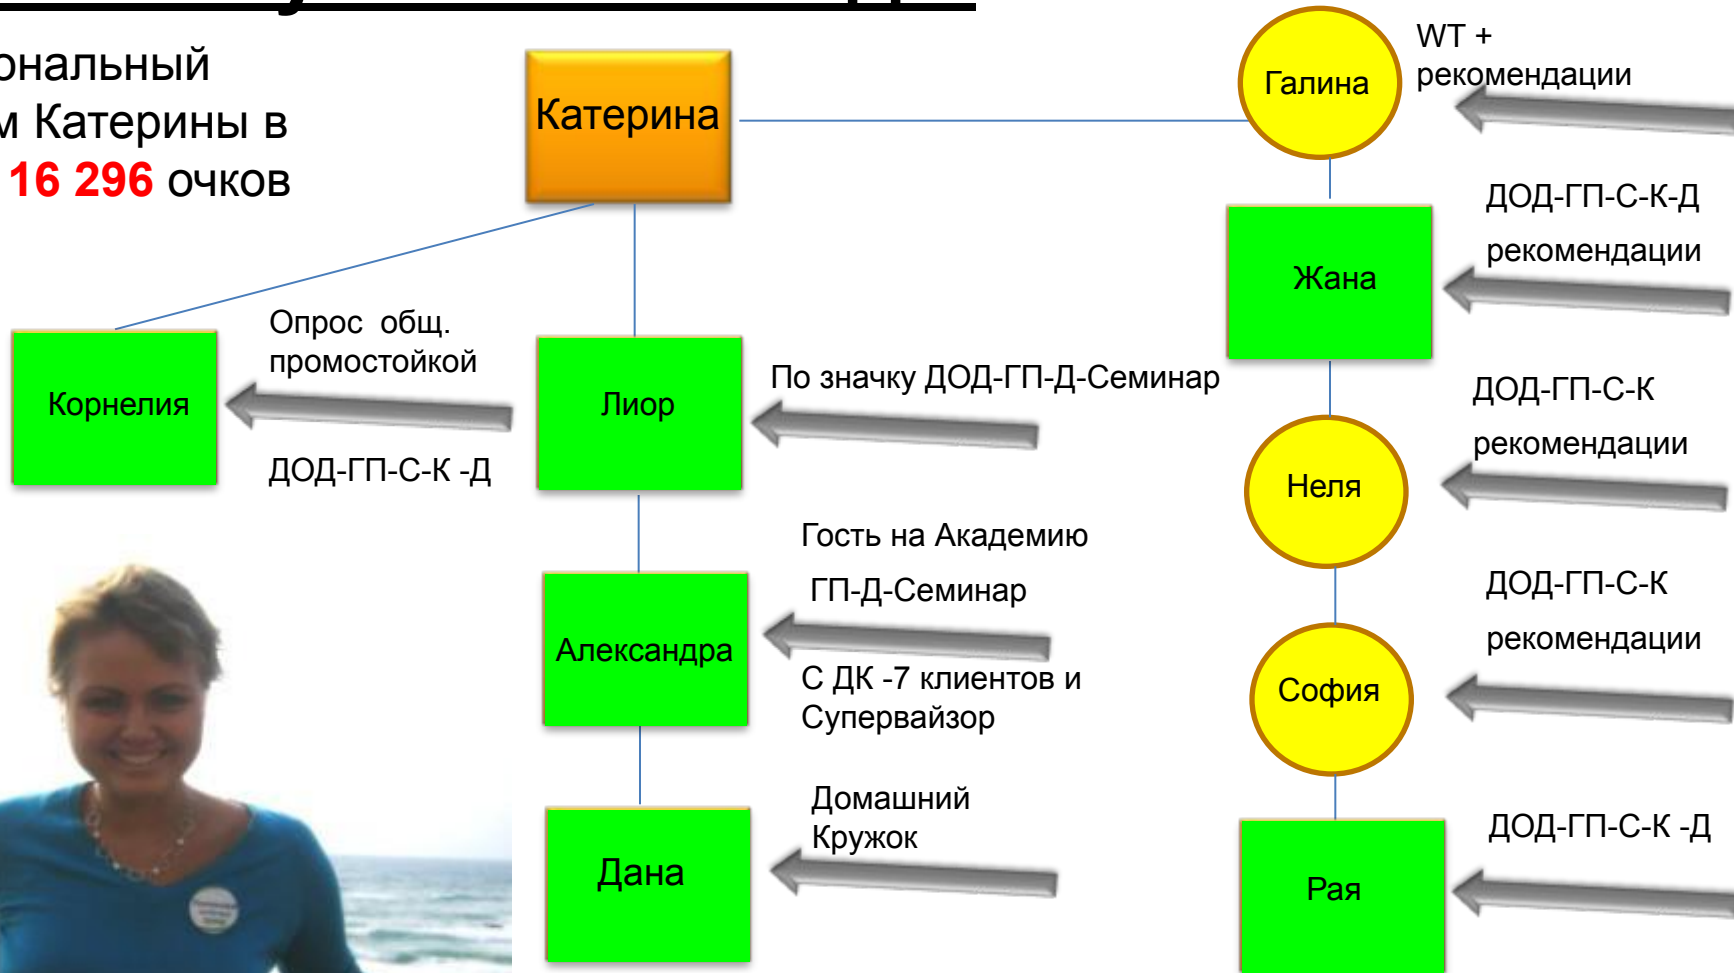 ональный
м Катерины в
16 296 очков
Катерина
Галина
WT +
рекомендации
ДОД-ГП-С-К-Д
рекомендации
Жана
Опрос общ.
промостойкой
Корнелия
ДОД-ГП-С-К -Д
Лиор
По значку ДОД-ГП-Д-Семинар
ДОД-ГП-С-К
рекомендации
Неля
Гость на Академию
ГП-Д-Семинар
Александра
С ДК -7 клиентов и
Супервайзор
ДОД-ГП-С-К
рекомендации
София
Домашний
Кружок
Дана
ДОД-ГП-С-К -Д
Рая